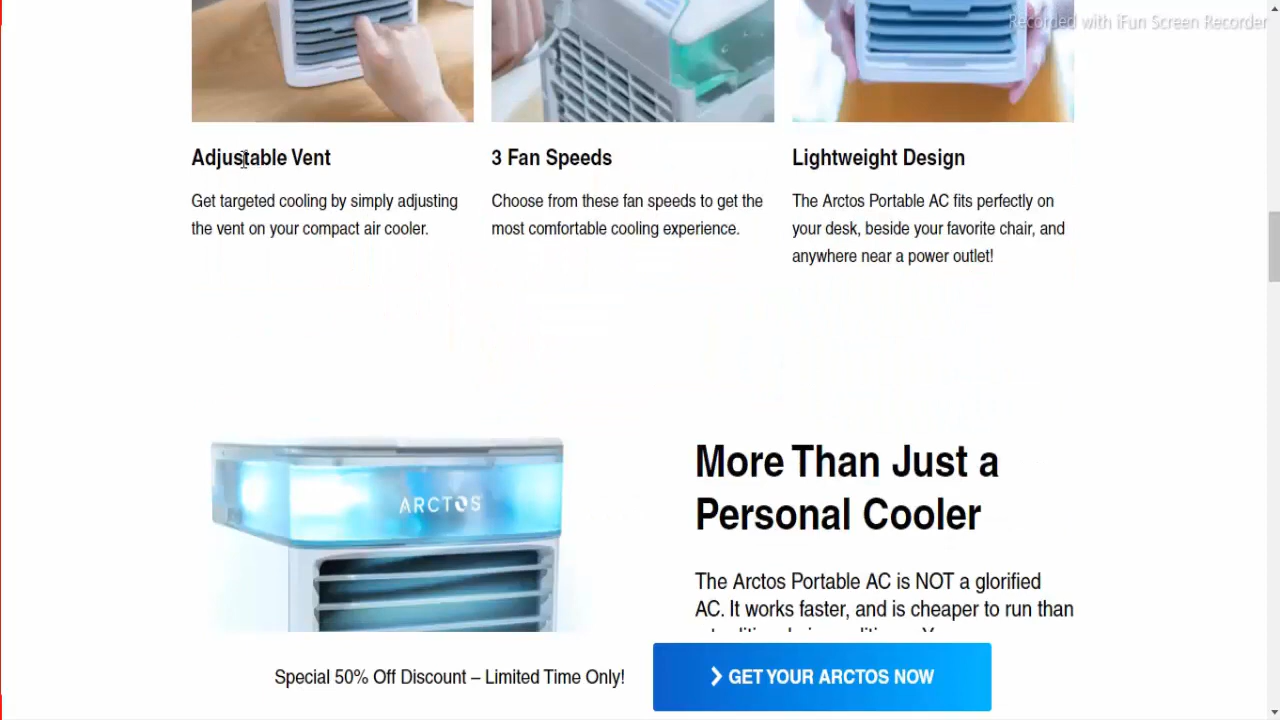 Recorded with iFun Screen Recorder
Adjustable Vent
Get targeted cooling by simply adjusting
the vent on your compact air cooler.
3 Fan Speeds
Choose from these fan speeds to get the
most comfortable cooling experience.
Lightweight Design
The Arctos Portable AC fits perfectly on
your desk, beside your favorite chair, and
anywhere near a power outlet!
ARCTOS
More Than Just a
Personal Cooler
The Arctos Portable AC is NOT a glorified
AC. It works faster, and is cheaper to run than
Special 50% Off Discount – Limited Time Only!
GET YOUR ARCTOS NOW